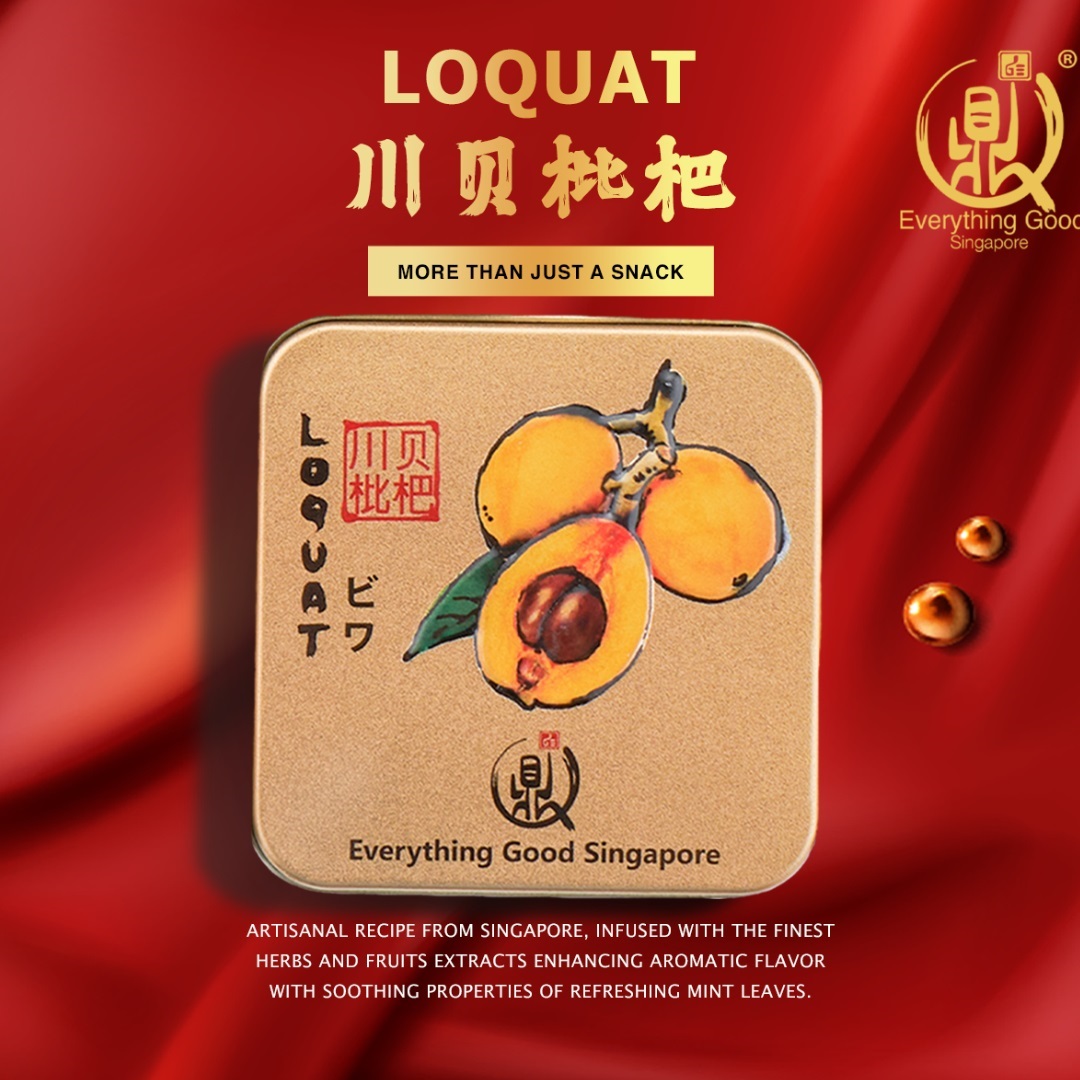 LOQUAT
川贝枇杷
MORE THAN JUST A SNACK
鼎
®
Everything Good
Singapore
LOQUAT
川贝
枇杷
ビワ
鼎
Everything Good Singapore
ARTISANAL RECIPE FROM SINGAPORE, INFUSED WITH THE FINEST
HERBS AND FRUITS EXTRACTS ENHANCING AROMATIC FLAVOR
WITH SOOTHING PROPERTIES OF REFRESHING MINT LEAVES.